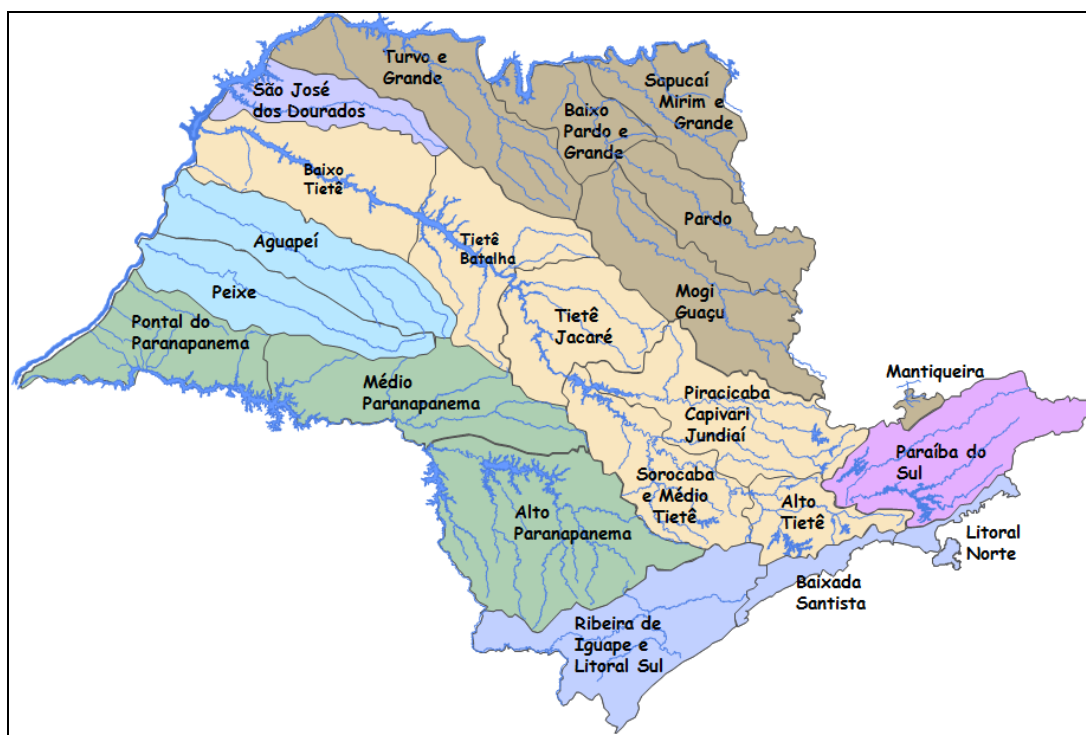 Turvo e
Grande
Sapucaí
Mirim e
Grande
São José
dos Dourados
Baixo
Pardo e
Grande
Baixo
Tietê
Pardo
Aguapeí
Tietê
Batalha
Peixe
Mogi
Guaçu
Pontal do
Paranapanema
Tietê
Jacaré
Médio
Paranapanema
Mantiqueira
Piracicaba
Capivari
Jundiaí
Paraíba do
Sul
Sorocaba
e Médio
Tietê
Alto
Tietê
Alto
Paranapanema
Litoral
Norte
Baixada
Santista
Ribeira de
Iguape e
Litoral Sul